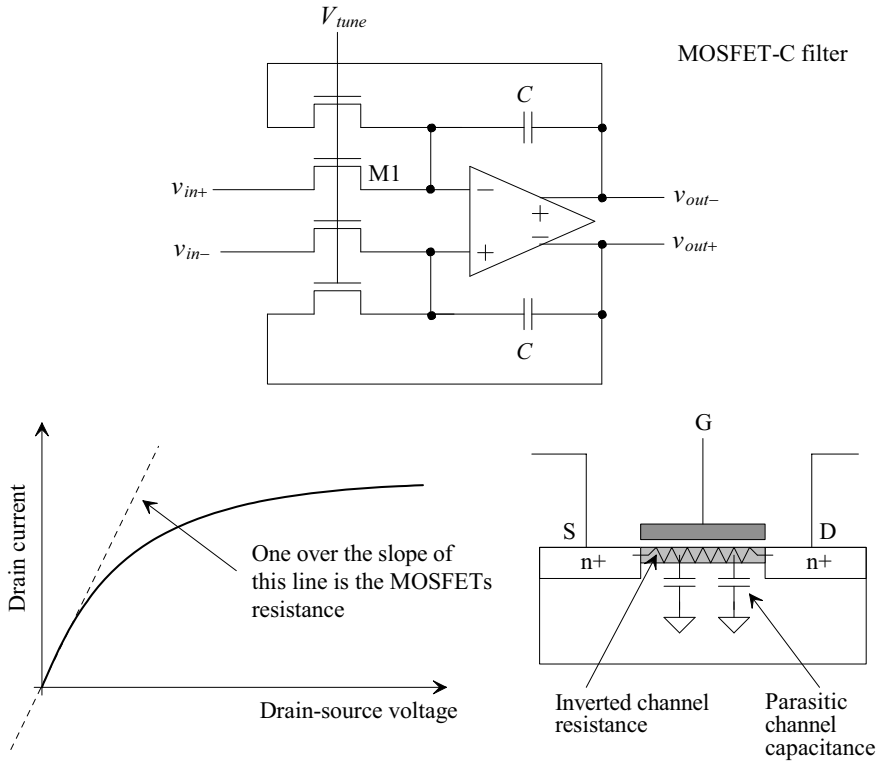 V_tune
MOSFET-C filter
C
M1
v_in+
−
+
v_out−
v_in−
+
−
v_out+
C
Drain current
One over the slope of
this line is the MOSFETs
resistance
Drain-source voltage
G
S
D
n+
n+
Inverted channel
resistance
Parasitic
channel
capacitance